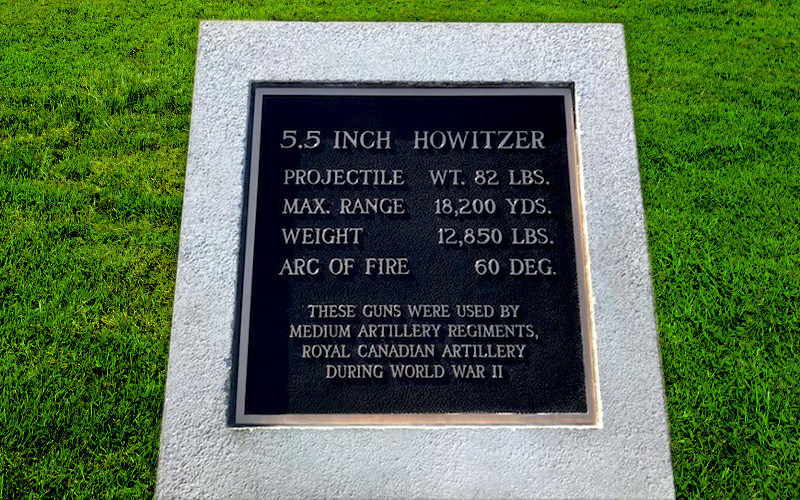 5.5 INCH HOWITZER
PROJECTILE WT. 82 LBS.
MAX. RANGE 18,200 YDS.
WEIGHT 12,850 LBS.
ARC OF FIRE 60 DEG.
THESE GUNS WERE USED BY
MEDIUM ARTILLERY REGIMENTS,
ROYAL CANADIAN ARTILLERY
DURING WORLD WAR II